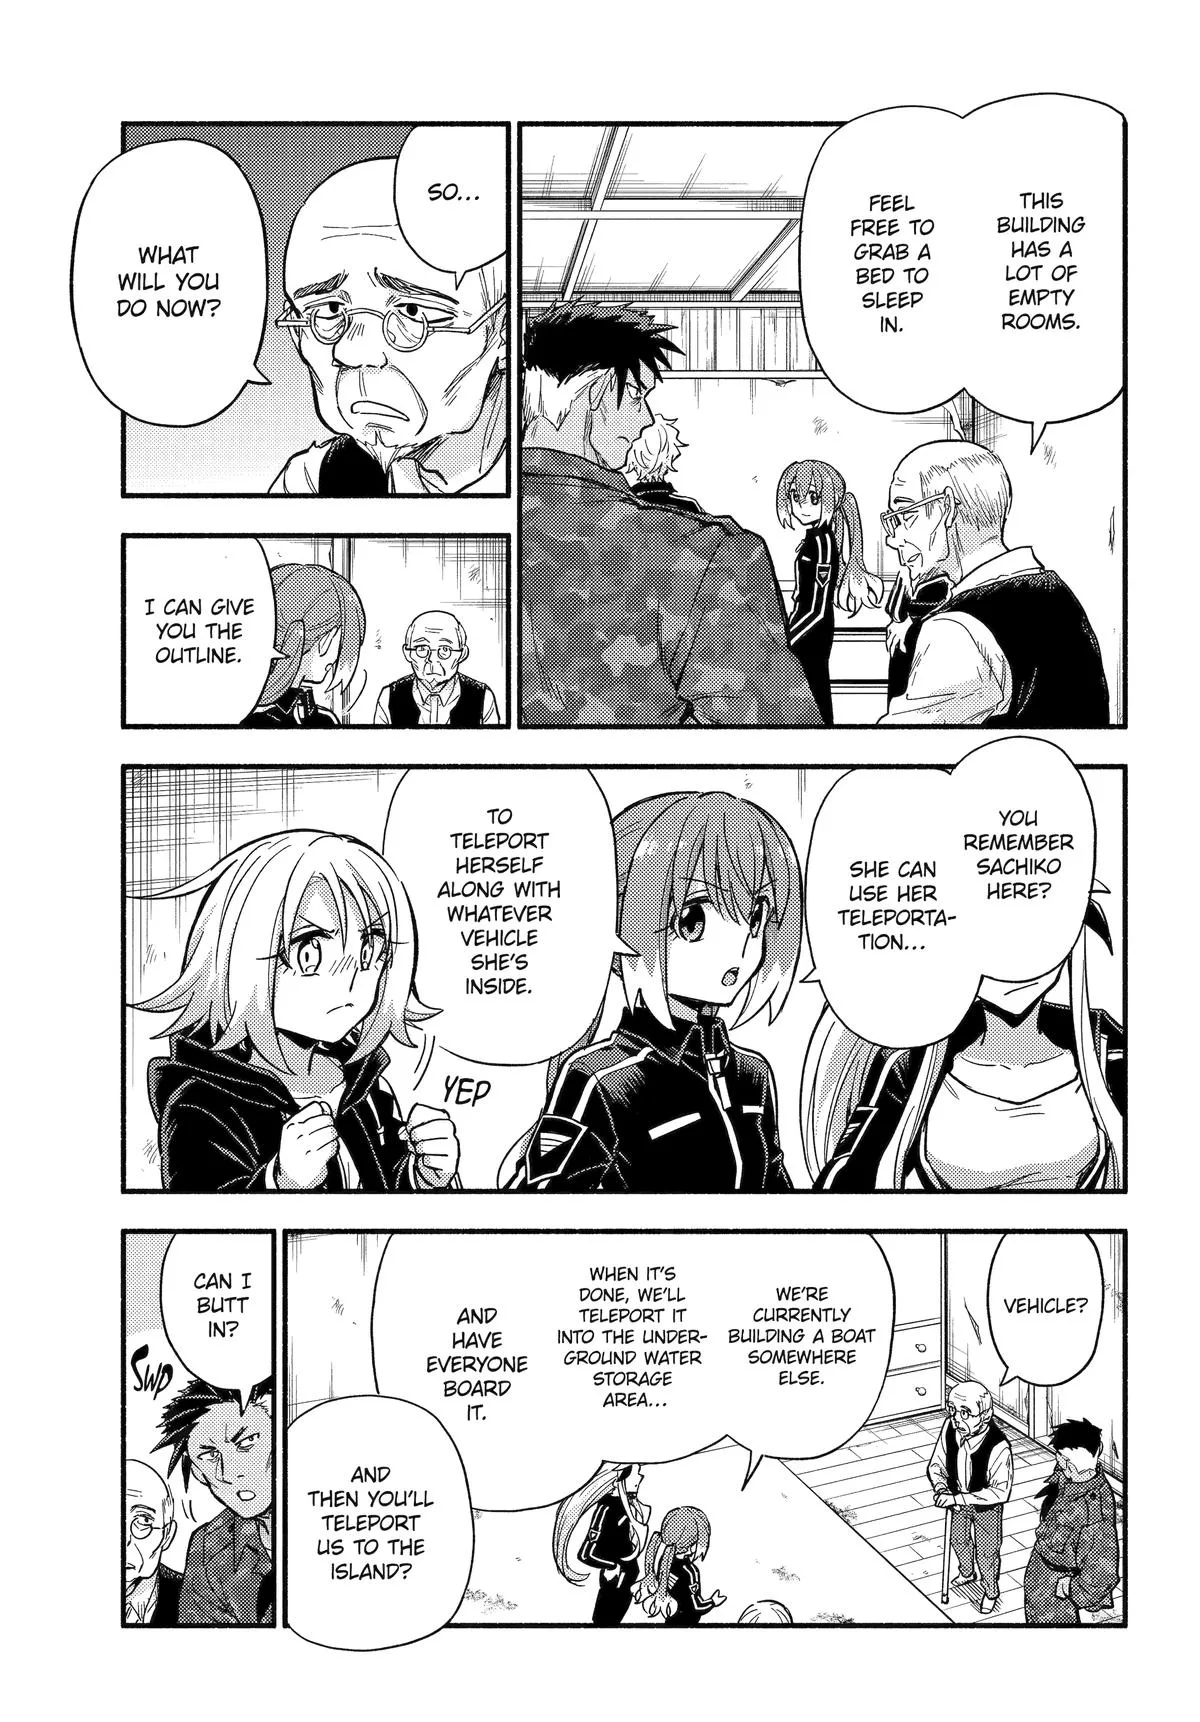 THIS
BUILDING
HAS A
LOT OF
EMPTY
ROOMS.
FEEL
FREE TO
GRAB A
BED TO
SLEEP
IN.
SO...
WHAT
WILL YOU
DO NOW?
I CAN GIVE
YOU THE
OUTLINE.
YOU
REMEMBER
SACHIKO
HERE?
SHE CAN
USE HER
TELEPORTA-
TION...
TO
TELEPORT
HERSELF
ALONG WITH
WHATEVER
VEHICLE
SHE'S
INSIDE.
YEP
VEHICLE?
WE'RE
CURRENTLY
BUILDING A BOAT
SOMEWHERE
ELSE.
WHEN IT'S
DONE, WE'LL
TELEPORT IT
INTO THE UNDER-
GROUND WATER
STORAGE
AREA...
AND
HAVE
EVERYONE
BOARD
IT.
AND
THEN YOU'LL
TELEPORT
US TO THE
ISLAND?
CAN I
BUTT
IN?
SWP